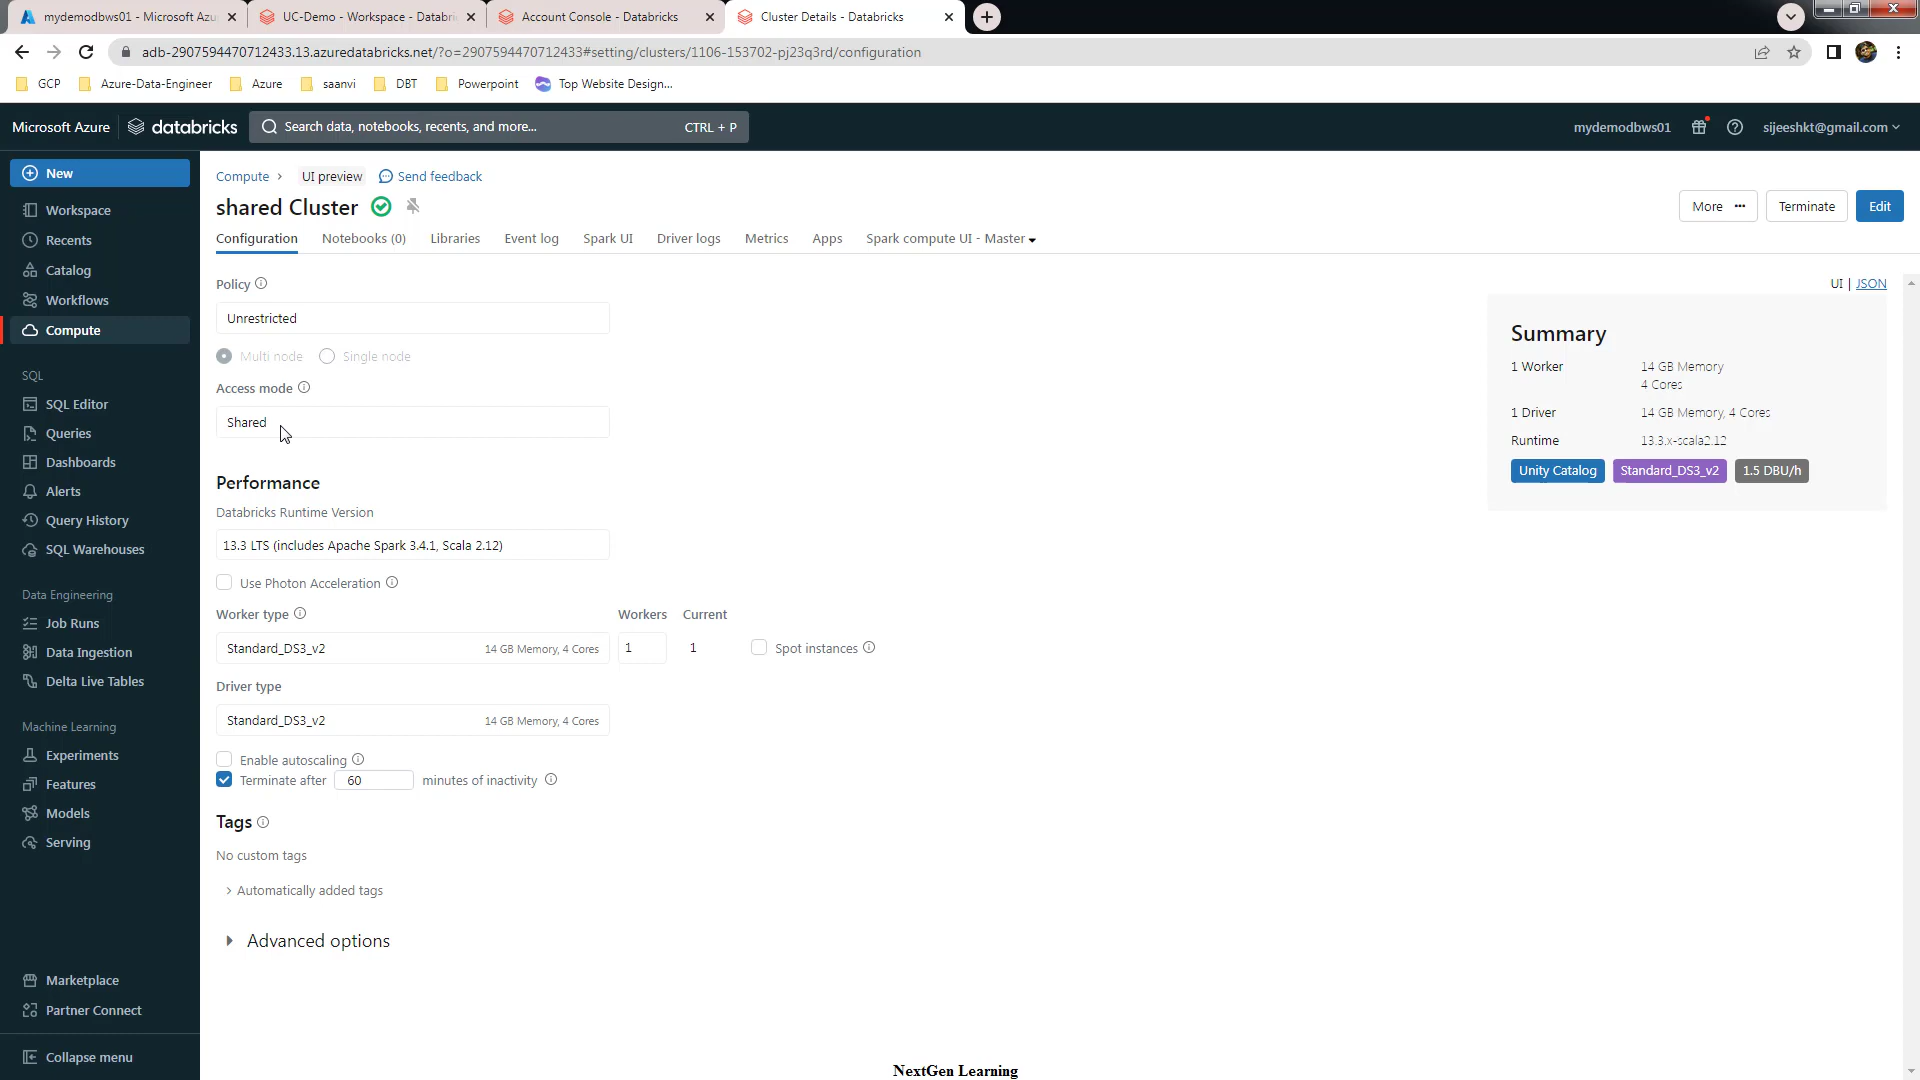 mydemodbws01 - Microsoft Azu
UC-Demo - Workspace - Databri
Account Console - Databricks
Cluster Details - Databricks
adb-2907594470712433.13.azuredatabricks.net/?o=2907594470712433#setting/clusters/1106-153702-pj23q3rd/configuration
GCP Azure-Data-Engineer Azure saanvi DBT Powerpoint Top Website Design...
Microsoft Azure databricks Search data, notebooks, recents, and more... CTRL + P mydemodbws01 sijeeshkt@gmail.com
New
Workspace
Recents
Catalog
Workflows
Compute
SQL
SQL Editor
Queries
Dashboards
Alerts
Query History
SQL Warehouses
Data Engineering
Job Runs
Data Ingestion
Delta Live Tables
Machine Learning
Experiments
Features
Models
Serving
Marketplace
Partner Connect
Collapse menu
Compute > UI preview Send feedback
shared Cluster More ... Terminate Edit
Configuration Notebooks (0) Libraries Event log Spark UI Driver logs Metrics Apps Spark compute UI - Master
Policy
Unrestricted
Multi node Single node
Access mode
Shared
Performance
Databricks Runtime Version
13.3 LTS (includes Apache Spark 3.4.1, Scala 2.12)
Use Photon Acceleration
Worker type Workers Current
Standard_DS3_v2 14 GB Memory, 4 Cores 1 1 Spot instances
Driver type
Standard_DS3_v2 14 GB Memory, 4 Cores
Enable autoscaling
Terminate after 60 minutes of inactivity
Tags
No custom tags
> Automatically added tags
Advanced options
UI | JSON
Summary
1 Worker 14 GB Memory
4 Cores
1 Driver 14 GB Memory, 4 Cores
Runtime 13.3.x-scala2.12
Unity Catalog Standard_DS3_v2 1.5 DBU/h
NextGen Learning